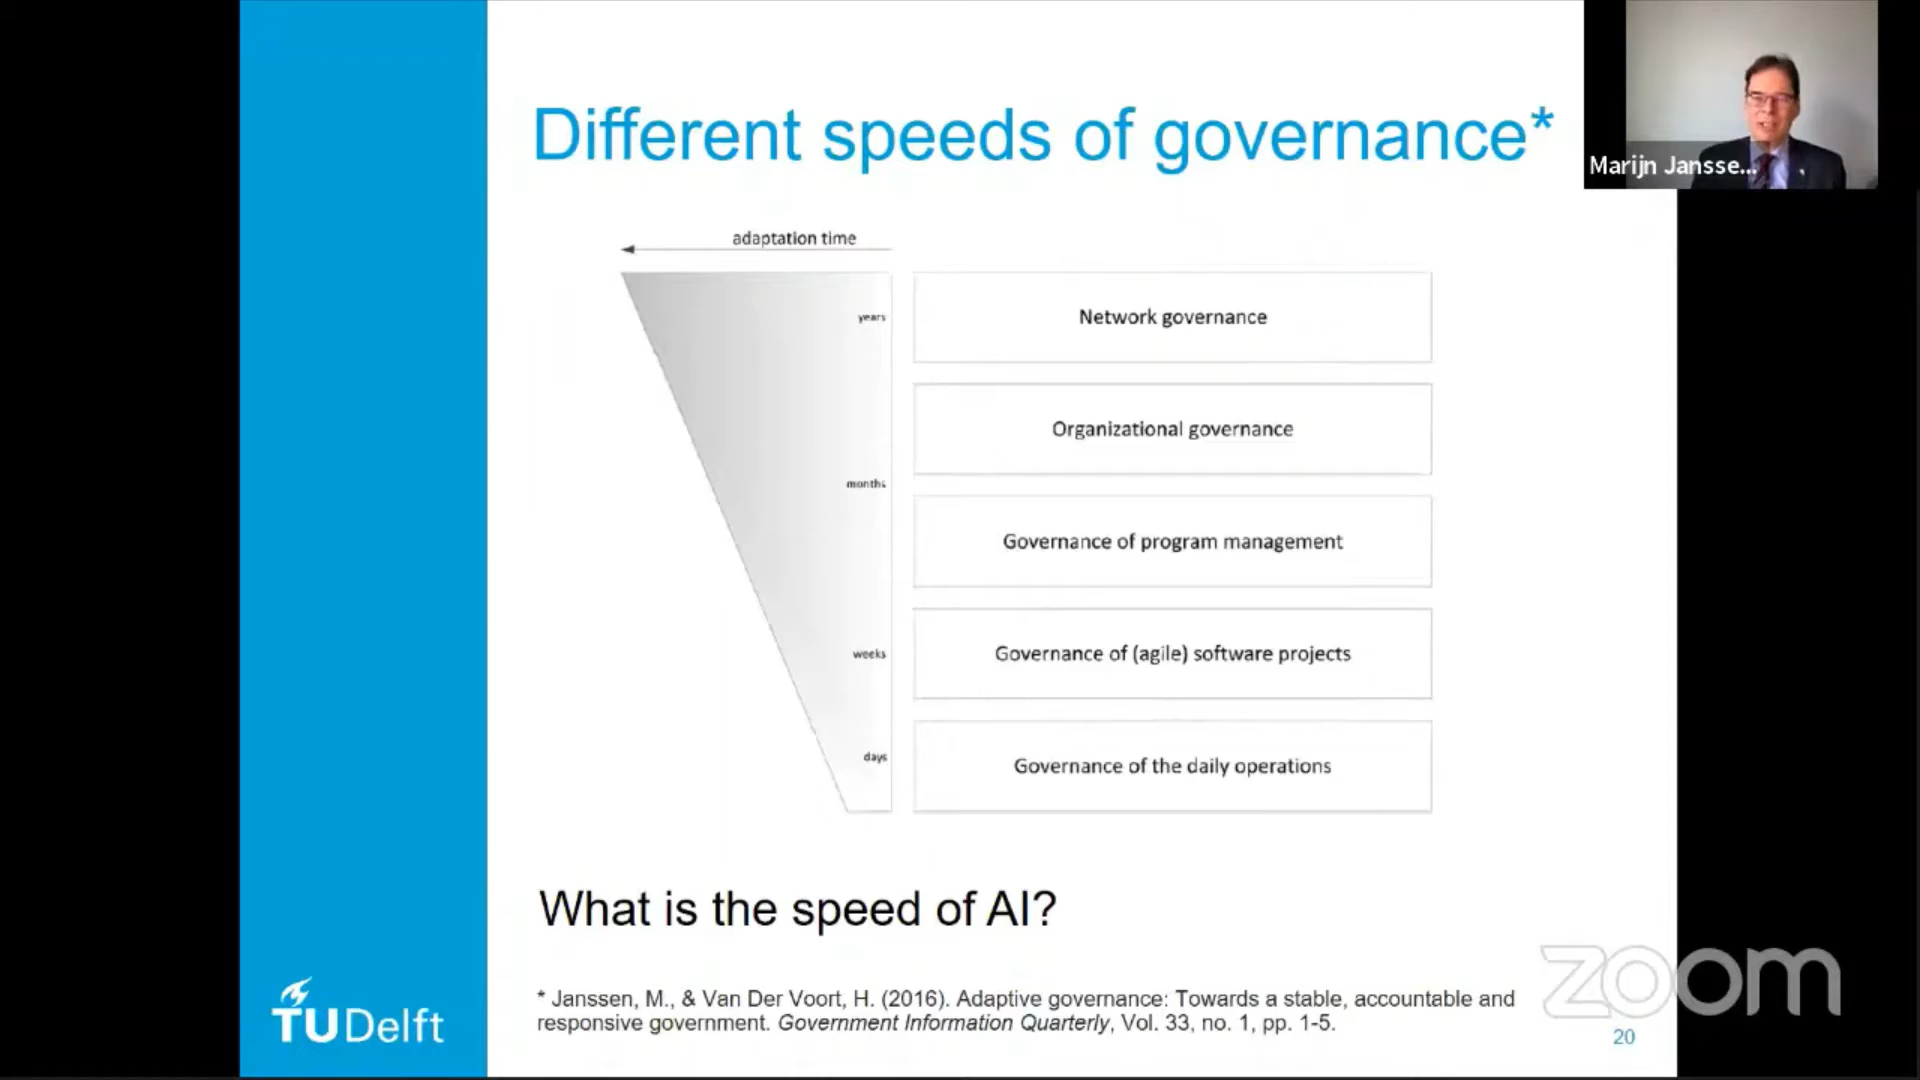 Different speeds of governance*
Marijn Jansse...
adaptation time
years
Network governance
Organizational governance
months
Governance of program management
weeks
Governance of (agile) software projects
days
Governance of the daily operations
What is the speed of AI?
* Janssen, M., & Van Der Voort, H. (2016). Adaptive governance: Towards a stable, accountable and
responsive government. Government Information Quarterly, Vol. 33, no. 1, pp. 1-5.
TUDelft
zoom
20